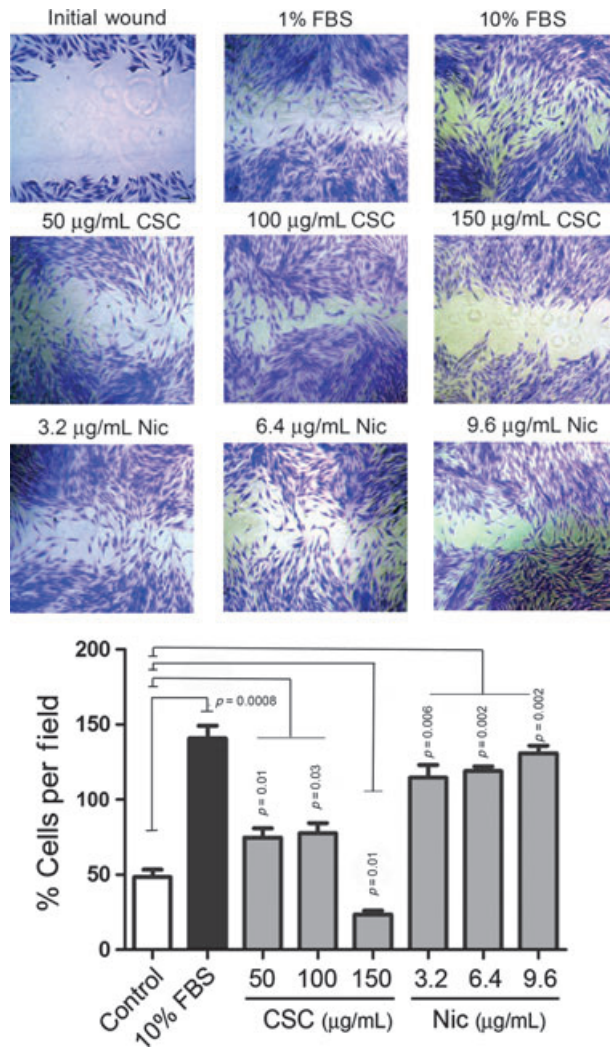 Initial wound 1% FBS 10% FBS
50 μg/mL CSC 100 μg/mL CSC 150 μg/mL CSC
3.2 μg/mL Nic 6.4 μg/mL Nic 9.6 μg/mL Nic
% Cells per field
200
150
100
50
0
p = 0.0008
p = 0.01
p = 0.03
p = 0.01
p = 0.006
p = 0.002
p = 0.002
Control
10% FBS
50 100 150
CSC (μg/mL)
3.2 6.4 9.6
Nic (μg/mL)